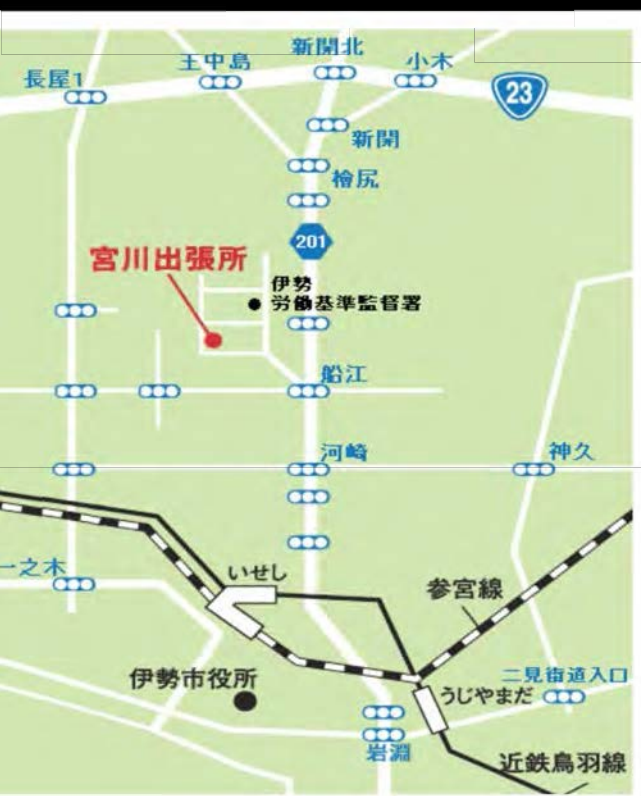 新開北
王中島
小木
長屋1
23
新開
檜尻
201
宮川出張所
伊勢
労働基準監督署
船江
河崎
神久
一之木
いせし
参宮線
伊勢市役所
二見街道入口
うじやまだ
岩淵
近鉄鳥羽線